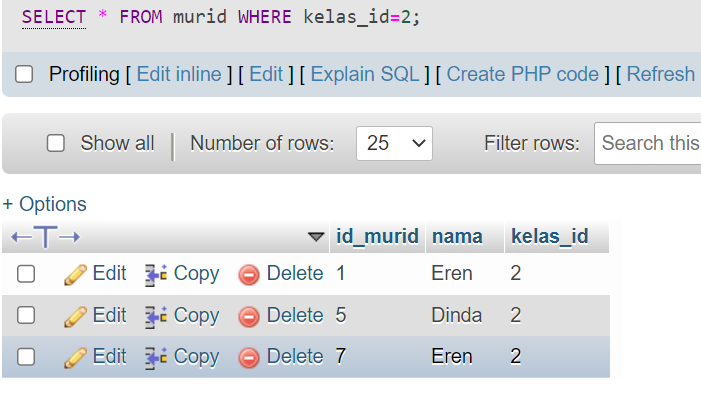 SELECT * FROM murid WHERE kelas_id=2;
Profiling [ Edit inline ] [ Edit ] [ Explain SQL ] [ Create PHP code ] [ Refresh
Show all | Number of rows: 25 Filter rows: Search this
+ Options
←T→ id_murid nama kelas_id
Edit Copy Delete 1 Eren 2
Edit Copy Delete 5 Dinda 2
Edit Copy Delete 7 Eren 2